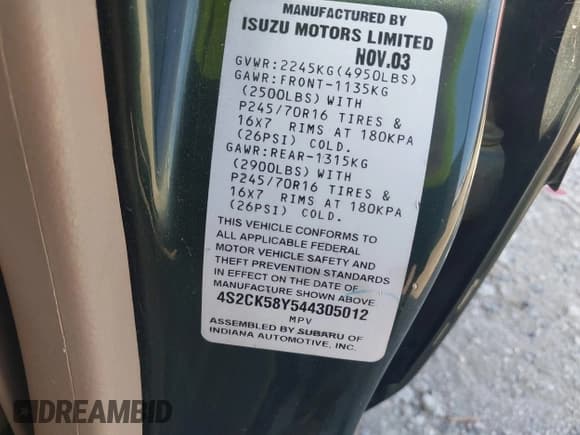 MANUFACTURED BY
ISUZU MOTORS LIMITED
NOV.03
GVWR:2245KG(4950LBS)
GAWR:FRONT-1135KG
(2500LBS) WITH
P245/70R16 TIRES &
16X7 RIMS AT 180KPA
(26PSI) COLD.
GAWR:REAR-1315KG
(2900LBS) WITH
P245/70R16 TIRES &
16X7 RIMS AT 180KPA
(26PSI) COLD.
THIS VEHICLE CONFORMS TO
ALL APPLICABLE FEDERAL
MOTOR VEHICLE SAFETY AND
THEFT PREVENTION STANDARDS
IN EFFECT ON THE DATE OF
MANUFACTURE SHOWN ABOVE
4S2CK58Y544305012
MPV
ASSEMBLED BY SUBARU OF
INDIANA AUTOMOTIVE, INC.
DREAMBID